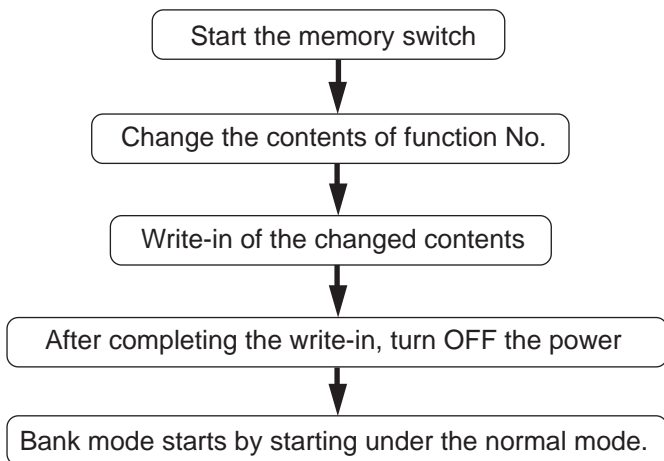 Start the memory switch
Change the contents of function No.
Write-in of the changed contents
After completing the write-in, turn OFF the power
Bank mode starts by starting under the normal mode.